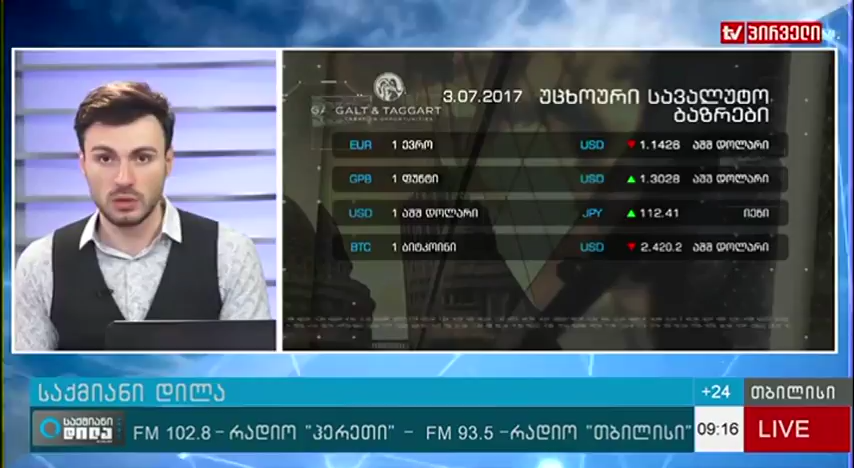 tv პირველი
GALT & TAGGART
CREATING OPPORTUNITIES
3.07.2017 უცხოური სავალუტო
ბაზრები
EUR 1 ევრო USD ▼ 1.1426 აშშ დოლარი
GPB 1 ფუნტი USD ▲ 1.3028 აშშ დოლარი
USD 1 აშშ დოლარი JPY ▲ 112.41 იენი
BTC 1 ბიტკოინი USD ▼ 2.420.2 აშშ დოლარი
საქმიანი დილა +24 თბილისი
საქმიანი დილა FM 102.8 – რადიო "ჰერეთი" – FM 93.5 – რადიო "თბილისი" 09:16 LIVE